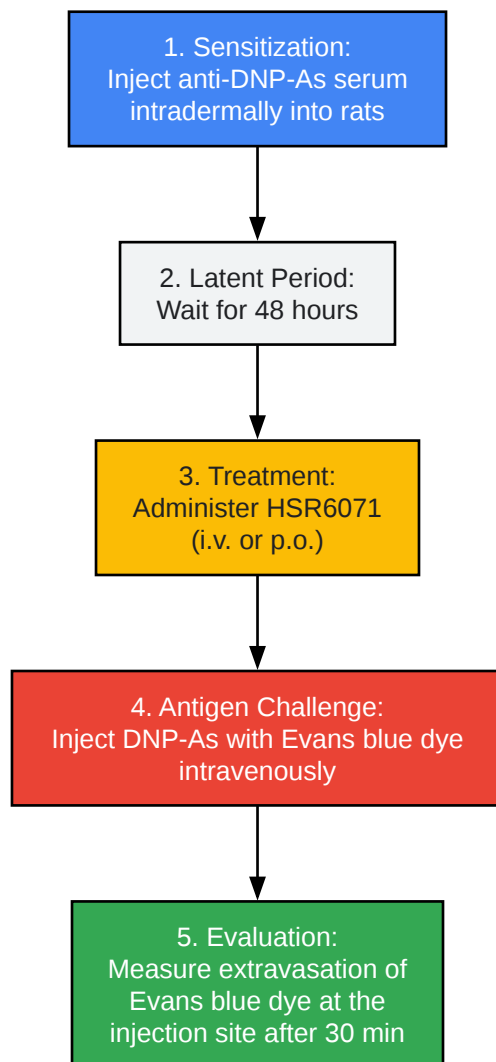 1. Sensitization:
Inject anti-DNP-As serum
intradermally into rats
2. Latent Period:
Wait for 48 hours
3. Treatment:
Administer HSR6071
(i.v. or p.o.)
4. Antigen Challenge:
Inject DNP-As with Evans blue dye
intravenously
5. Evaluation:
Measure extravasation of
Evans blue dye at the
injection site after 30 min